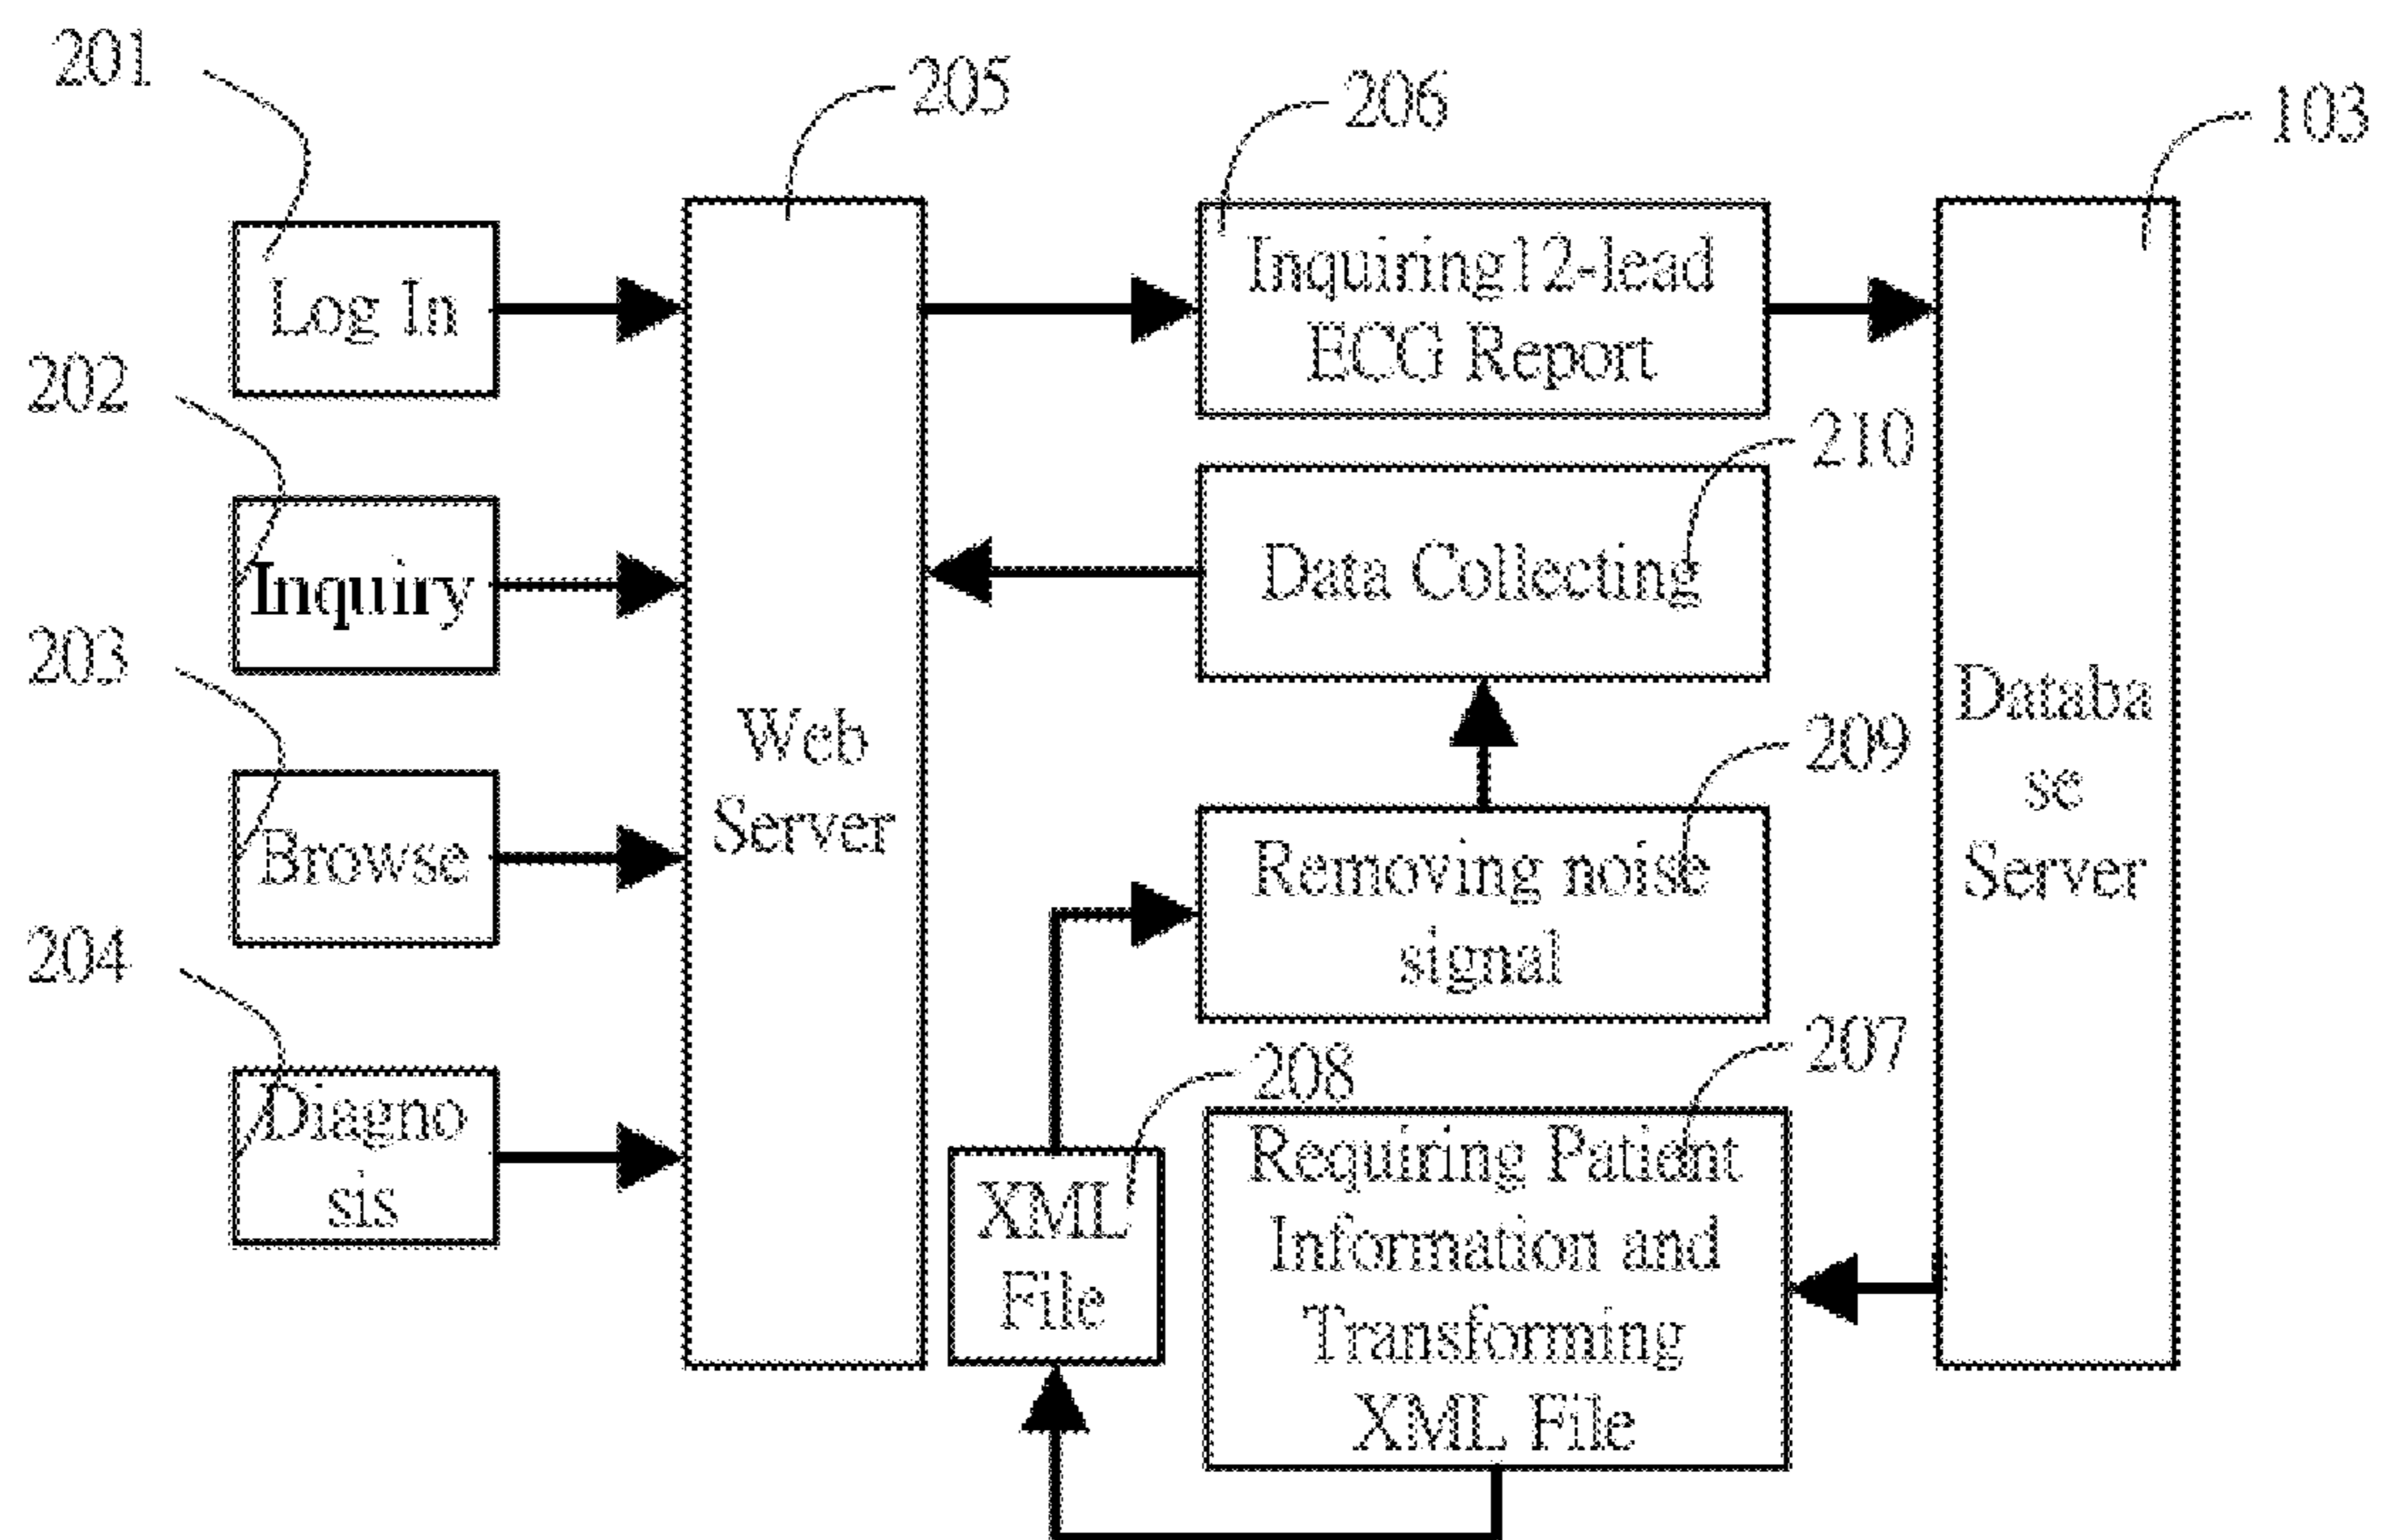 201
205
206
103
Log In
Inquiring12-lead
ECG Report
202
Inquiry
210
Data Collecting
203
Browse
Web
Server
209
Removing noise
signal
Databa
se
Server
204
Diagno
sis
208
XML
File
207
Requiring Patient
Information and
Transforming
XML File